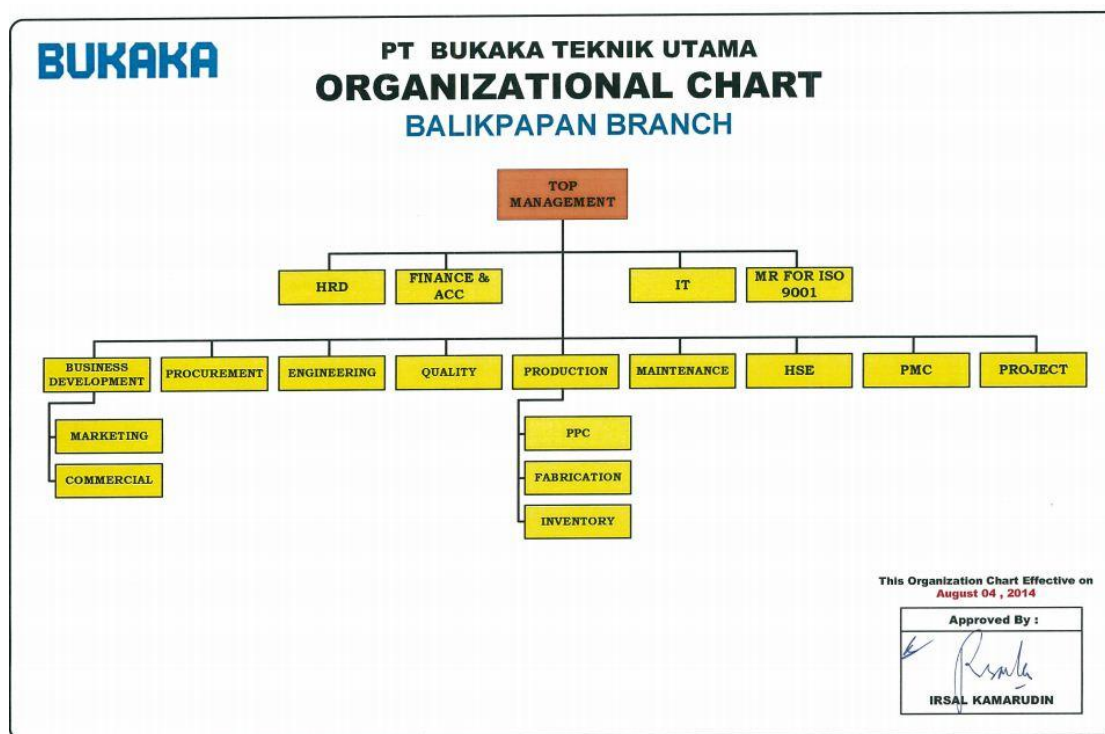 BUKAKA
PT BUKAKA TEKNIK UTAMA
ORGANIZATIONAL CHART
BALIKPAPAN BRANCH
TOP
MANAGEMENT
HRD
FINANCE &
ACC
IT
MR FOR ISO
9001
BUSINESS
DEVELOPMENT
PROCUREMENT
ENGINEERING
QUALITY
PRODUCTION
MAINTENANCE
HSE
PMC
PROJECT
MARKETING
COMMERCIAL
PPC
FABRICATION
INVENTORY
This Organization Chart Effective on
August 04 , 2014
Approved By :
IRSAL KAMARUDIN